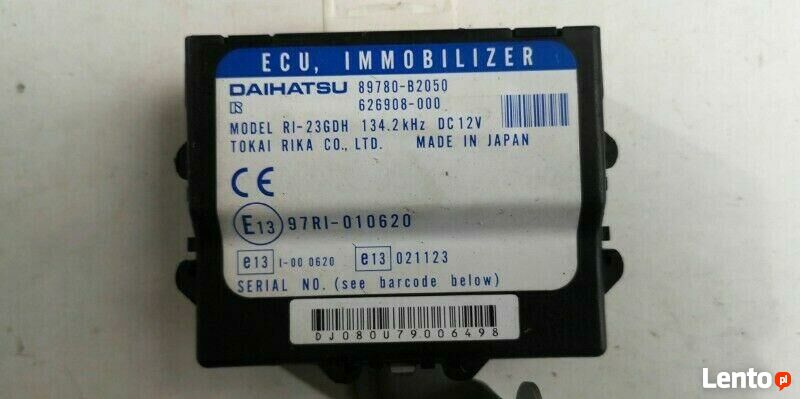 ECU, IMMOBILIZER
DAIHATSU 89780-B2050
626908-000
MODEL RI-23GDH 134.2kHz DC12V
TOKAI RIKA CO., LTD. MADE IN JAPAN
CE
E13 97RI-010620
e13 I-00 0620 e13 021123
SERIAL NO. (see barcode below)
DJ080U79006498
Lento.pl